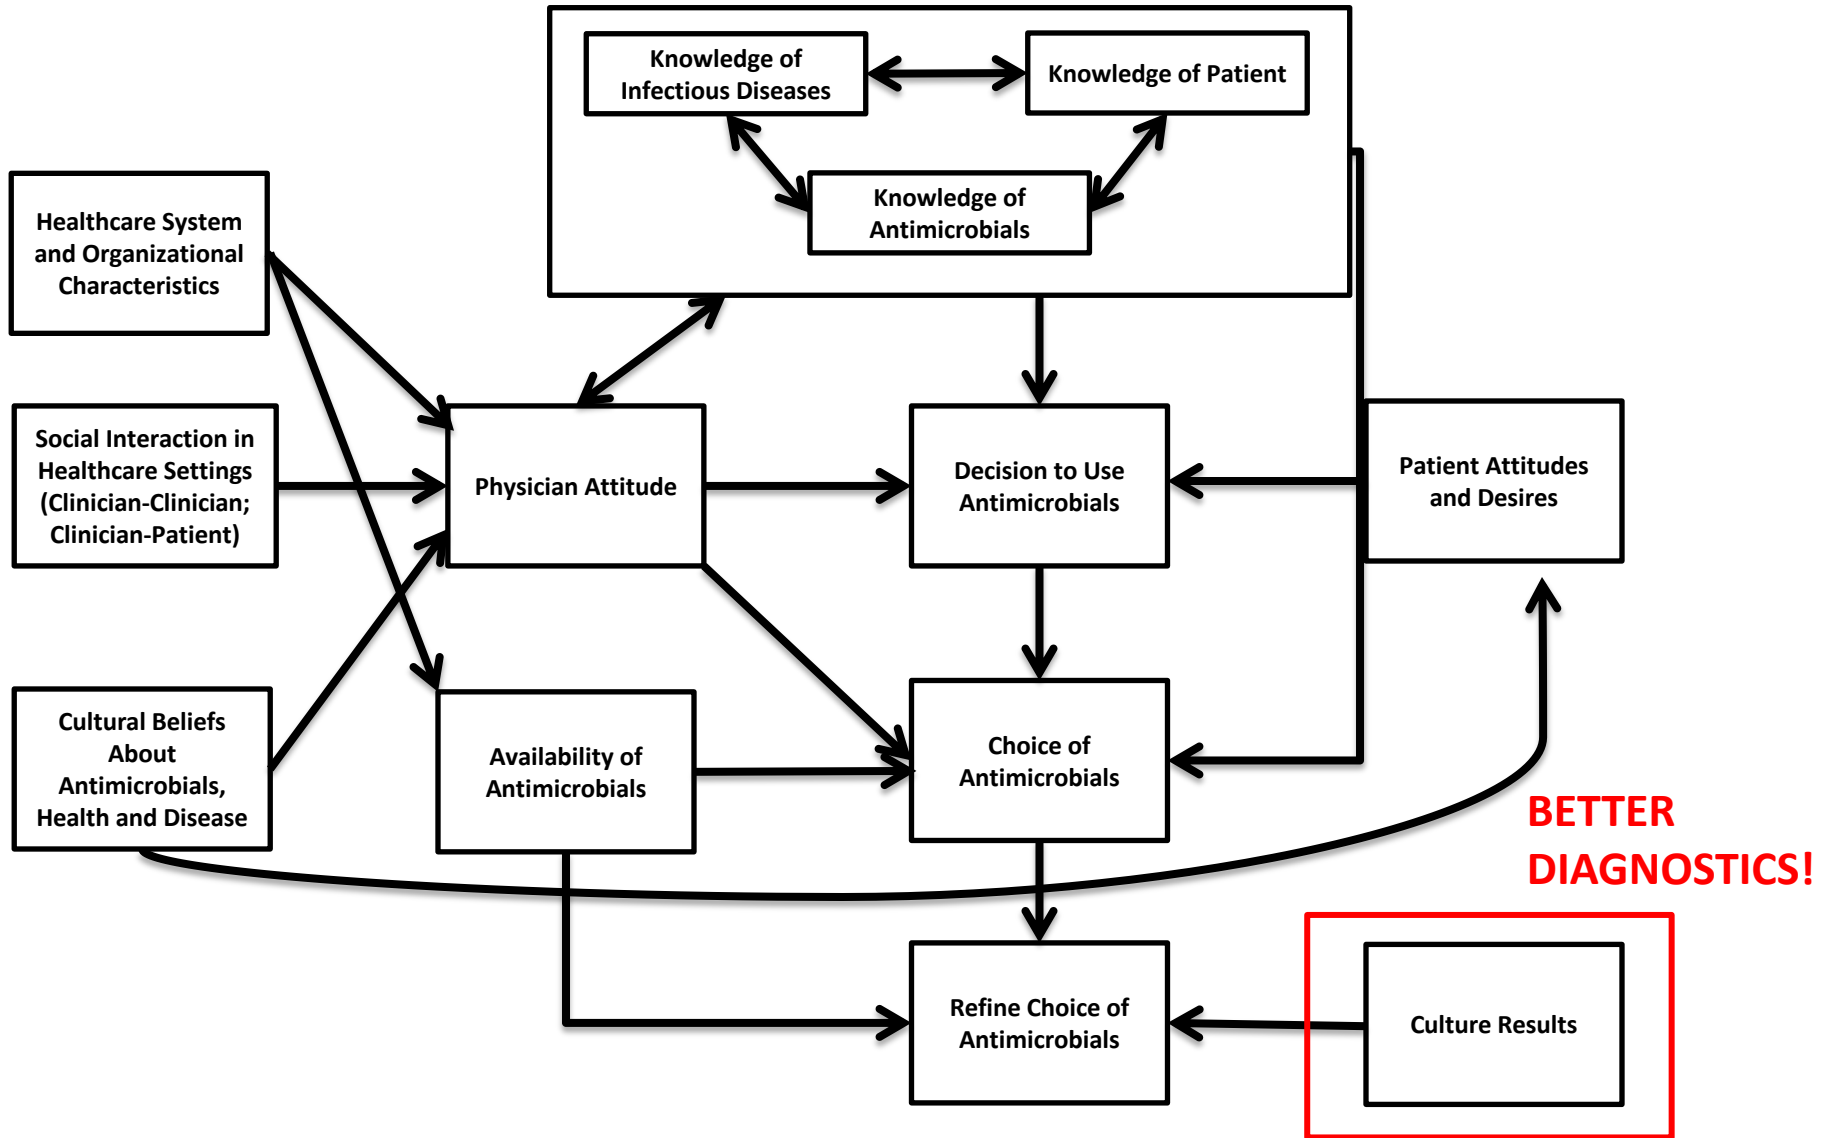 Knowledge of
Infectious Diseases
Knowledge of Patient
Knowledge of
Antimicrobials
Healthcare System
and Organizational
Characteristics
Social Interaction in
Healthcare Settings
(Clinician-Clinician;
Clinician-Patient)
Physician Attitude
Decision to Use
Antimicrobials
Patient Attitudes
and Desires
Cultural Beliefs
About
Antimicrobials,
Health and Disease
Availability of
Antimicrobials
Choice of
Antimicrobials
BETTER
DIAGNOSTICS!
Refine Choice of
Antimicrobials
Culture Results